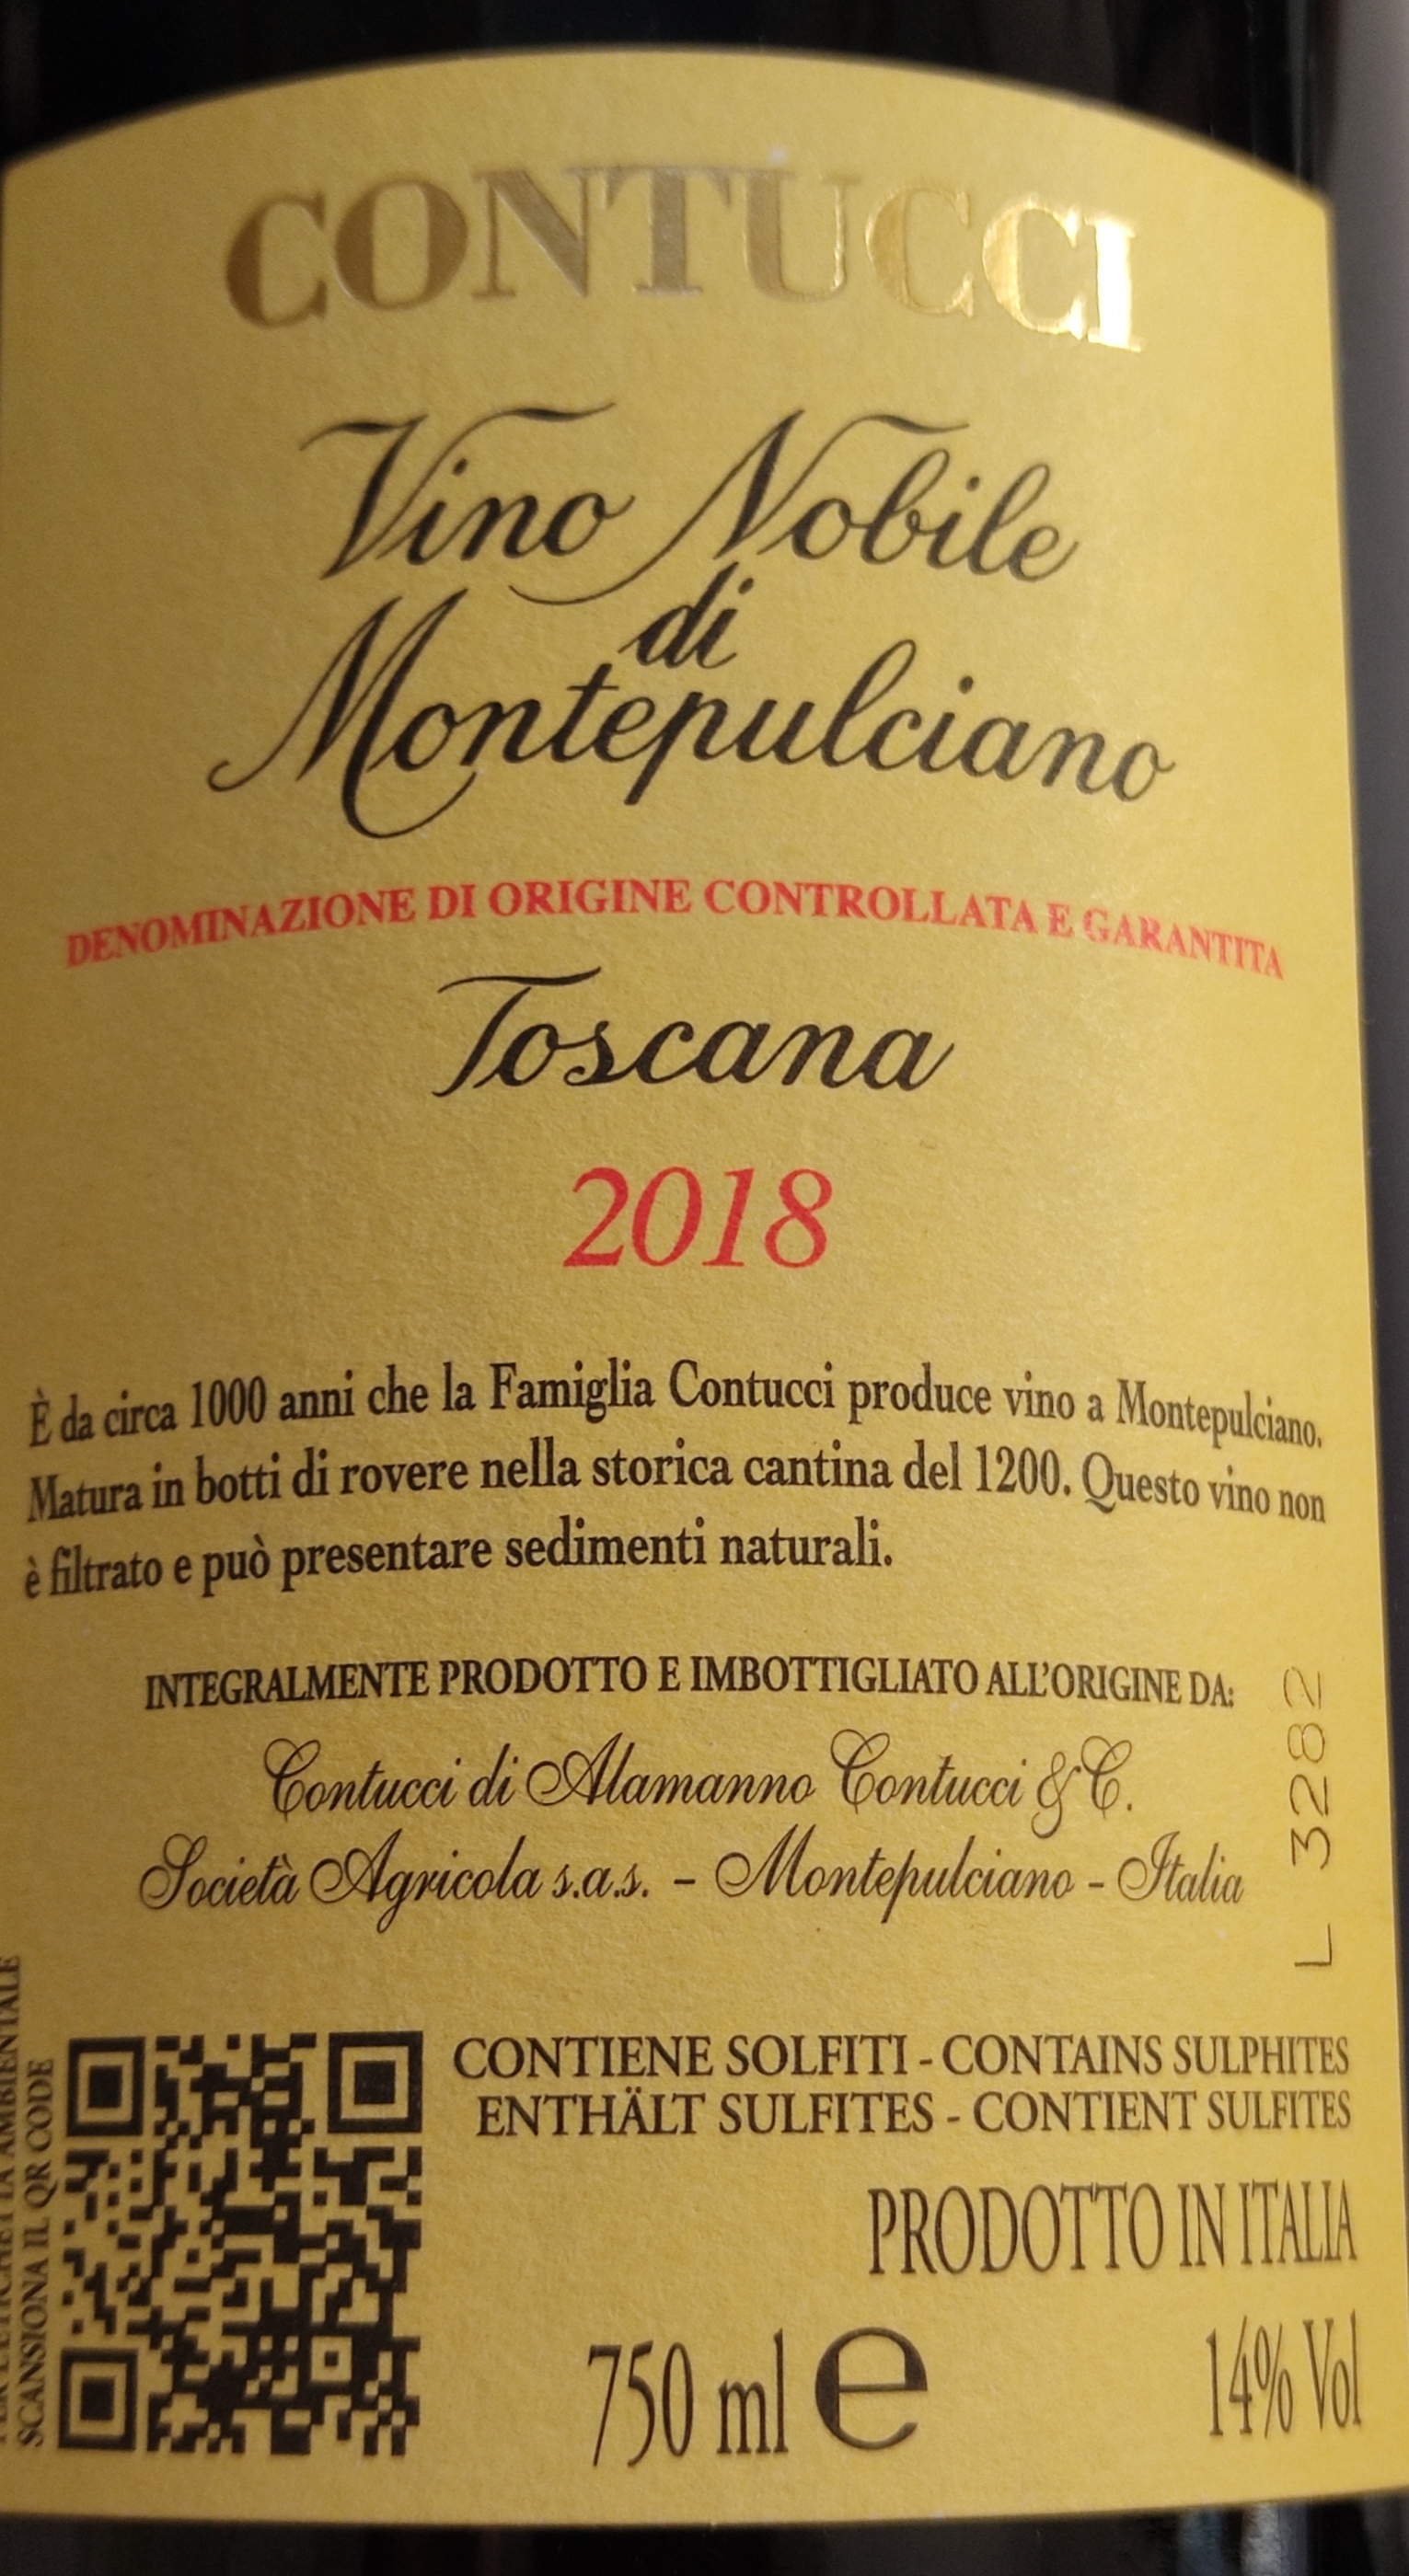 CONTUCCI
Vino Nobile
di
Montepulciano
DENOMINAZIONE DI ORIGINE CONTROLLATA E GARANTITA
Toscana
2018
È da circa 1000 anni che la Famiglia Contucci produce vino a Montepulciano.
Matura in botti di rovere nella storica cantina del 1200. Questo vino non
è filtrato e può presentare sedimenti naturali.
INTEGRALMENTE PRODOTTO E IMBOTTIGLIATO ALL'ORIGINE DA:
Contucci di Alamanno Contucci & C.
Società Agricola s.a.s. - Montepulciano - Italia
L 3282
AMBIENTALE
SCANSIONA IL QR CODE
CONTIENE SOLFITI - CONTAINS SULPHITES
ENTHÄLT SULFITES - CONTIENT SULFITES
PRODOTTO IN ITALIA
750 ml e
14% Vol